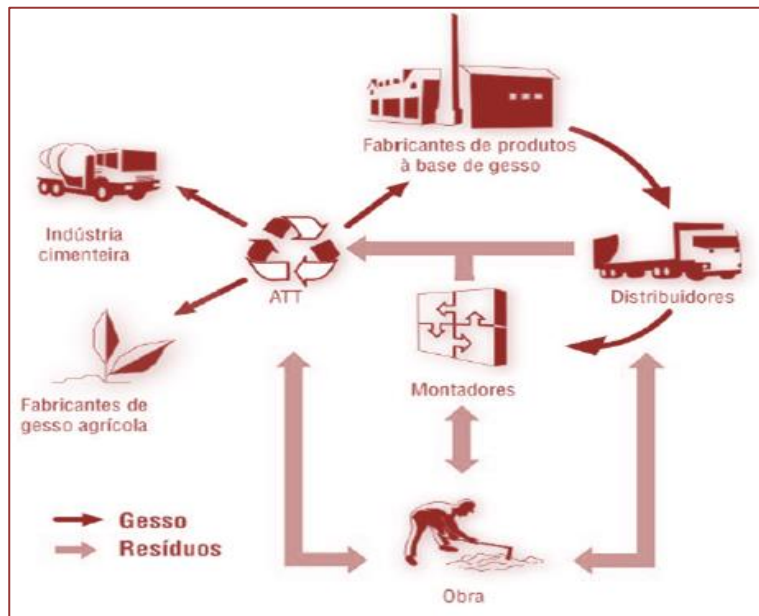 Fabricantes de produtos
à base de gesso
Indústria
cimenteira
ATT
Distribuidores
Montadores
Fabricantes de
gesso agrícola
Gesso
Resíduos
Obra